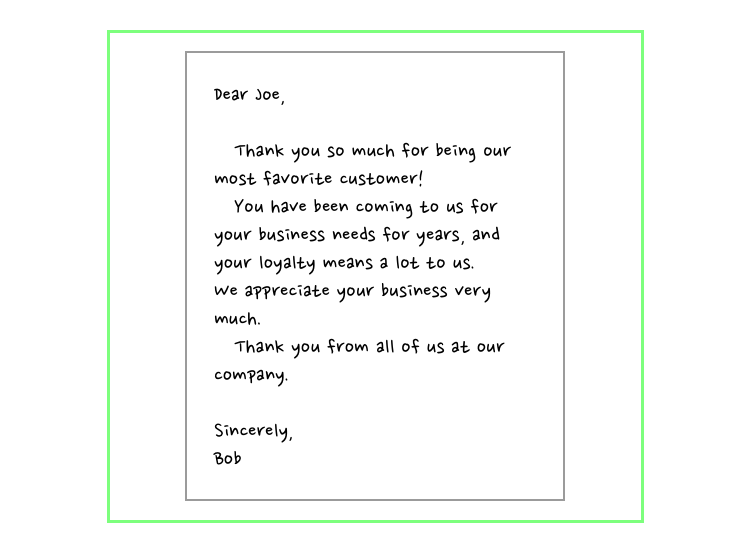 Dear Joe,
Thank you so much for being our
most favorite customer!
You have been coming to us for
your business needs for years, and
your loyalty means a lot to us.
We appreciate your business very
much.
Thank you from all of us at our
company.
Sincerely,
Bob